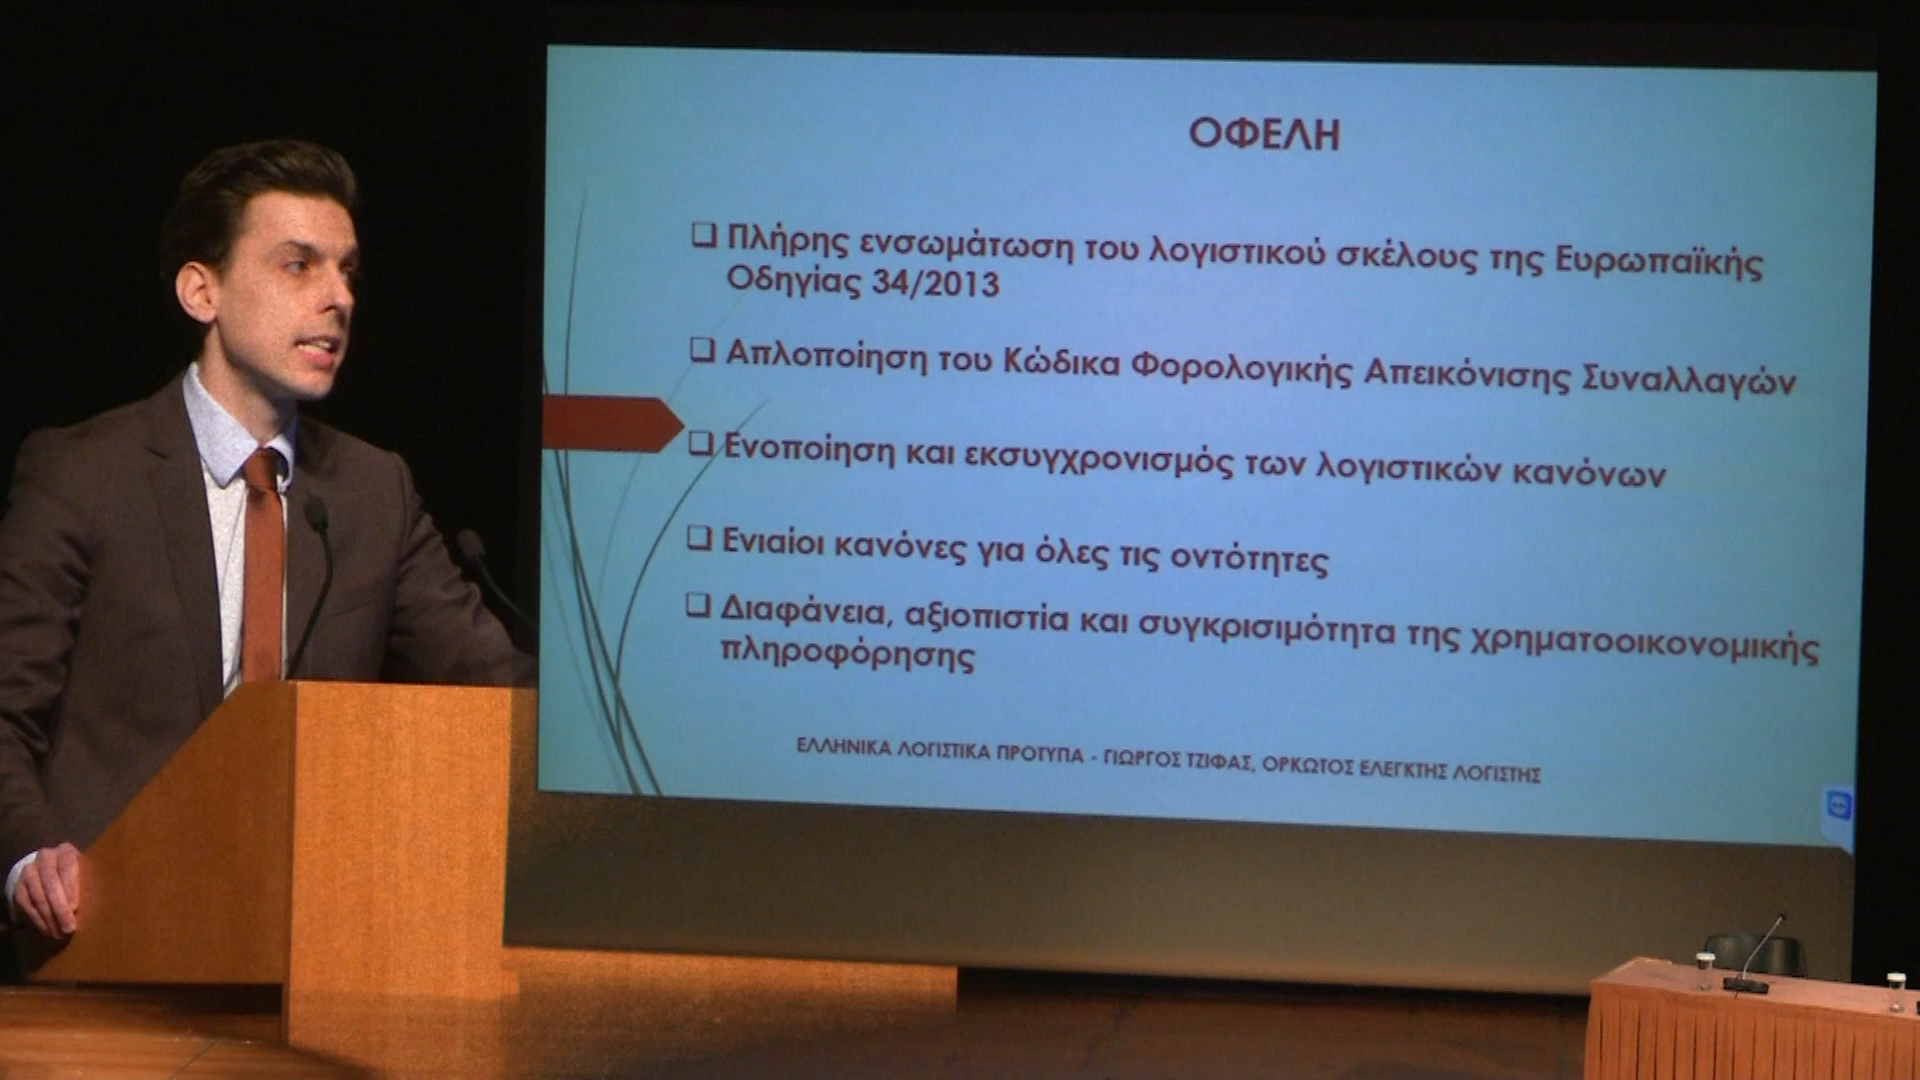 ΟΦΕΛΗ
❑ Πλήρης ενσωμάτωση του λογιστικού σκέλους της Ευρωπαϊκής
Οδηγίας 34/2013
❑ Απλοποίηση του Κώδικα Φορολογικής Απεικόνισης Συναλλαγών
❑ Ενοποίηση και εκσυγχρονισμός των λογιστικών κανόνων
❑ Ενιαίοι κανόνες για όλες τις οντότητες
❑ Διαφάνεια, αξιοπιστία και συγκρισιμότητα της χρηματοοικονομικής
πληροφόρησης
ΕΛΛΗΝΙΚΑ ΛΟΓΙΣΤΙΚΑ ΠΡΟΤΥΠΑ - ΓΙΩΡΓΟΣ ΤΖΙΦΑΣ, ΟΡΚΩΤΟΣ ΕΛΕΓΚΤΗΣ ΛΟΓΙΣΤΗΣ